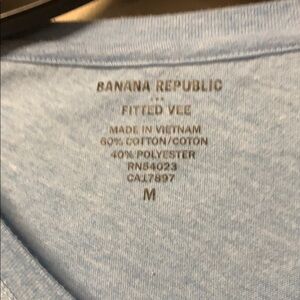 BANANA REPUBLIC
FITTED VEE
MADE IN VIETNAM
60% COTTON/COTON
40% POLYESTER
RN54023
CA17897
M